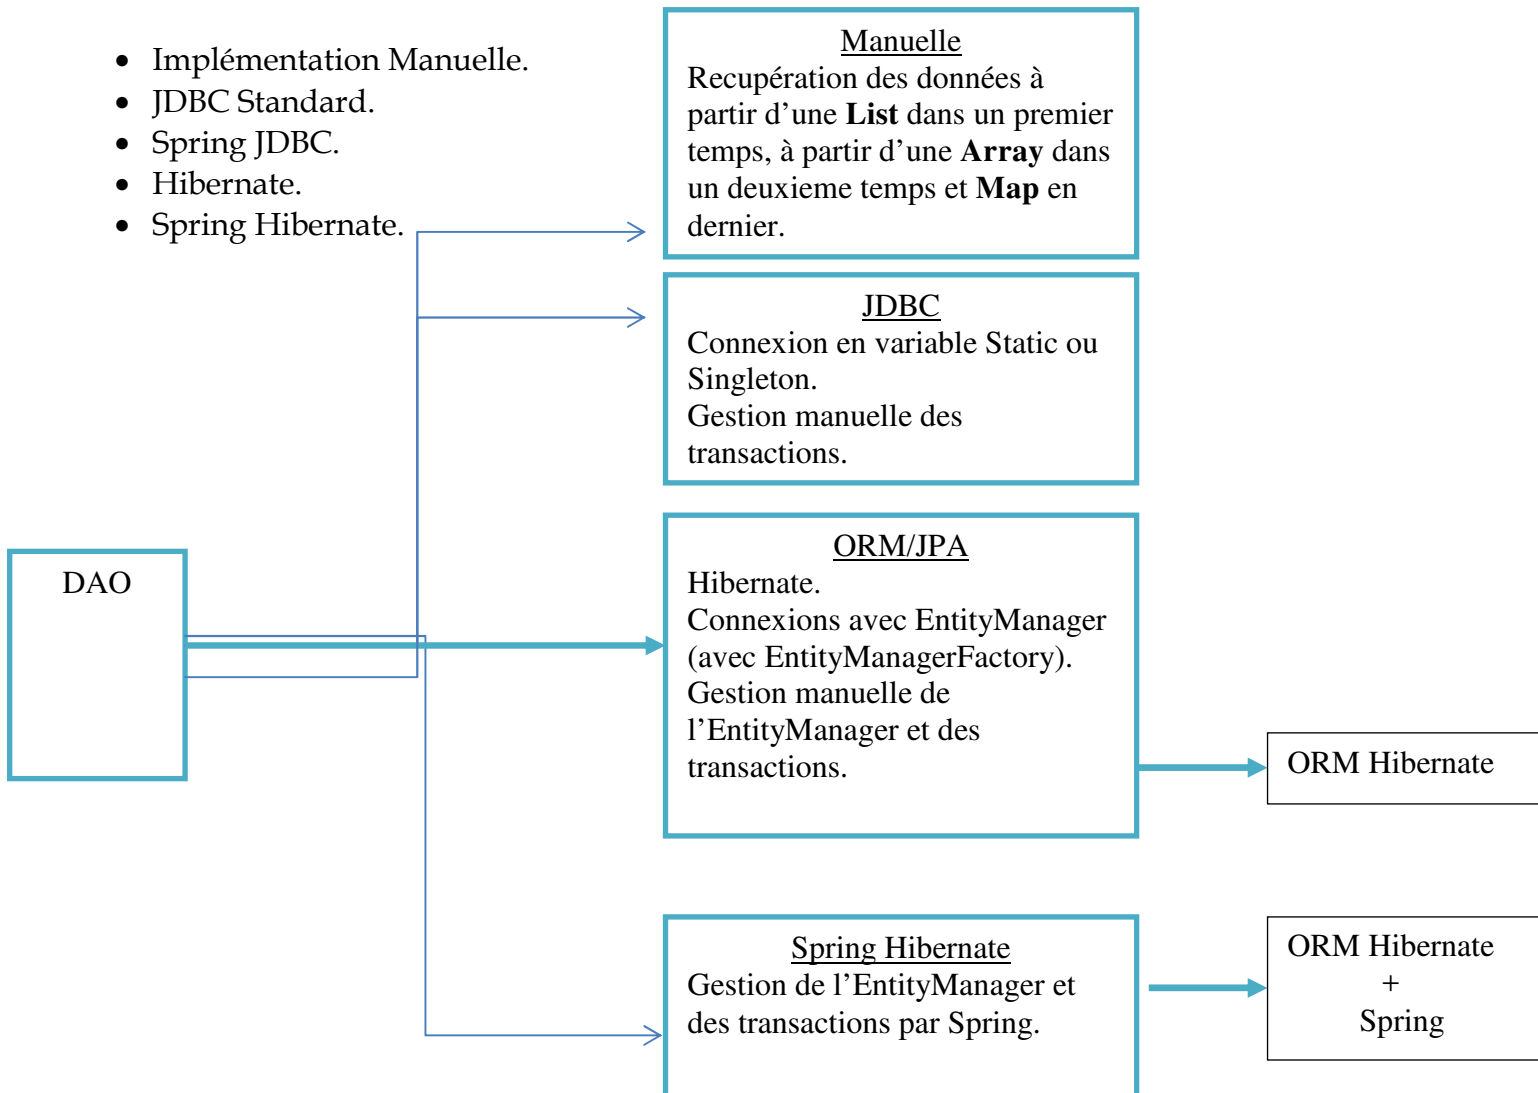 • Implémentation Manuelle.
• JDBC Standard.
• Spring JDBC.
• Hibernate.
• Spring Hibernate.
Manuelle
Recupération des données à
partir d’une List dans un premier
temps, à partir d’une Array dans
un deuxieme temps et Map en
dernier.
JDBC
Connexion en variable Static ou
Singleton.
Gestion manuelle des
transactions.
DAO
ORM/JPA
Hibernate.
Connexions avec EntityManager
(avec EntityManagerFactory).
Gestion manuelle de
l’EntityManager et des
transactions.
ORM Hibernate
Spring Hibernate
Gestion de l’EntityManager et
des transactions par Spring.
ORM Hibernate
+
Spring